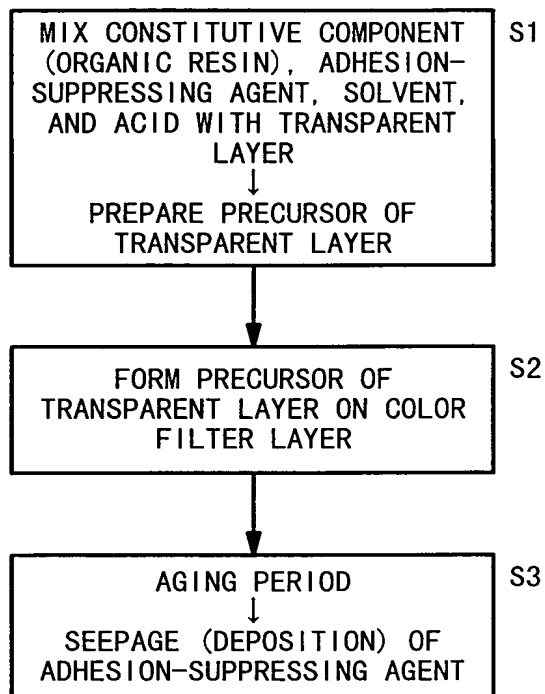 MIX CONSTITUTIVE COMPONENT
(ORGANIC RESIN), ADHESION-
SUPPRESSING AGENT, SOLVENT,
AND ACID WITH TRANSPARENT
LAYER
↓
PREPARE PRECURSOR OF
TRANSPARENT LAYER
S1
FORM PRECURSOR OF
TRANSPARENT LAYER ON COLOR
FILTER LAYER
S2
AGING PERIOD
↓
SEEPAGE (DEPOSITION) OF
ADHESION-SUPPRESSING AGENT
S3